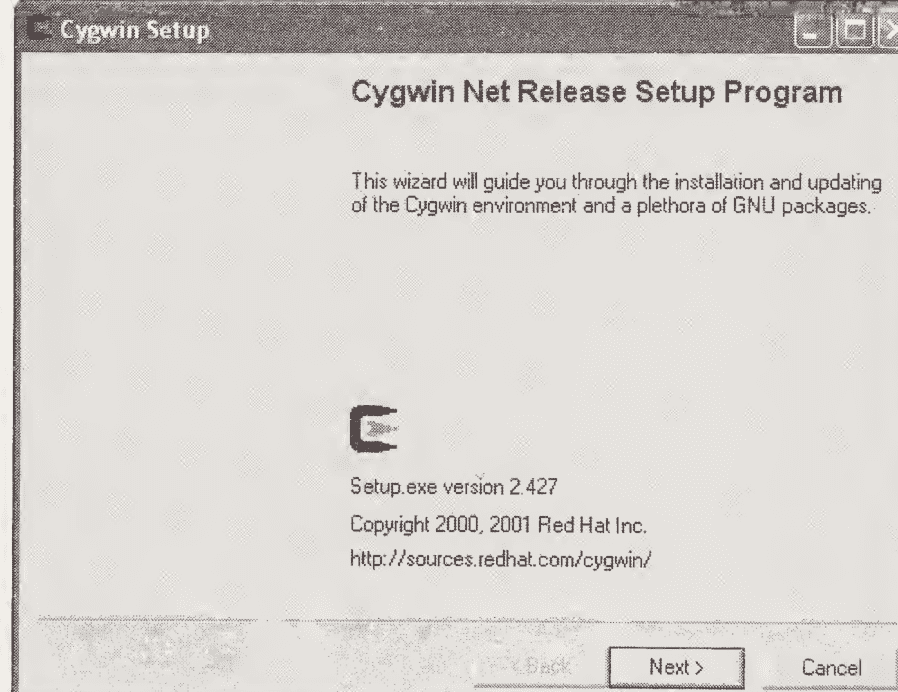 Cygwin Setup
Cygwin Net Release Setup Program
This wizard will guide you through the installation and updating
of the Cygwin environment and a plethora of GNU packages.
Setup.exe version 2.427
Copyright 2000, 2001 Red Hat Inc.
http://sources.redhat.com/cygwin/
< Back
Next >
Cancel